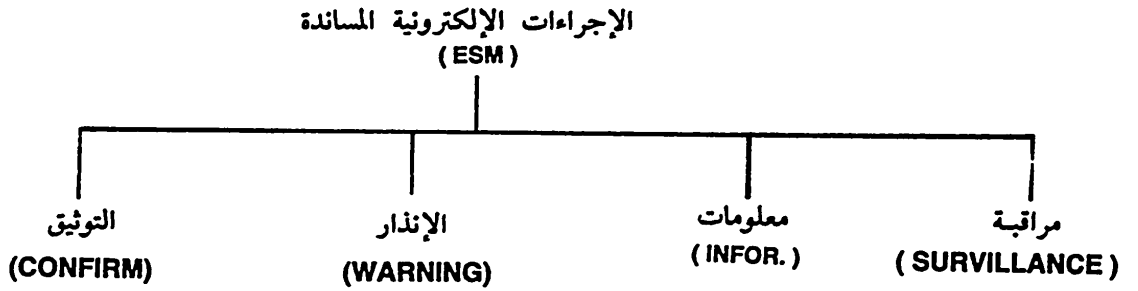 الإجراءات الإلكترونية المساندة
( ESM )
مراقبة
( SURVILLANCE )
معلومات
( INFOR. )
الإنذار
(WARNING)
التوثيق
(CONFIRM)